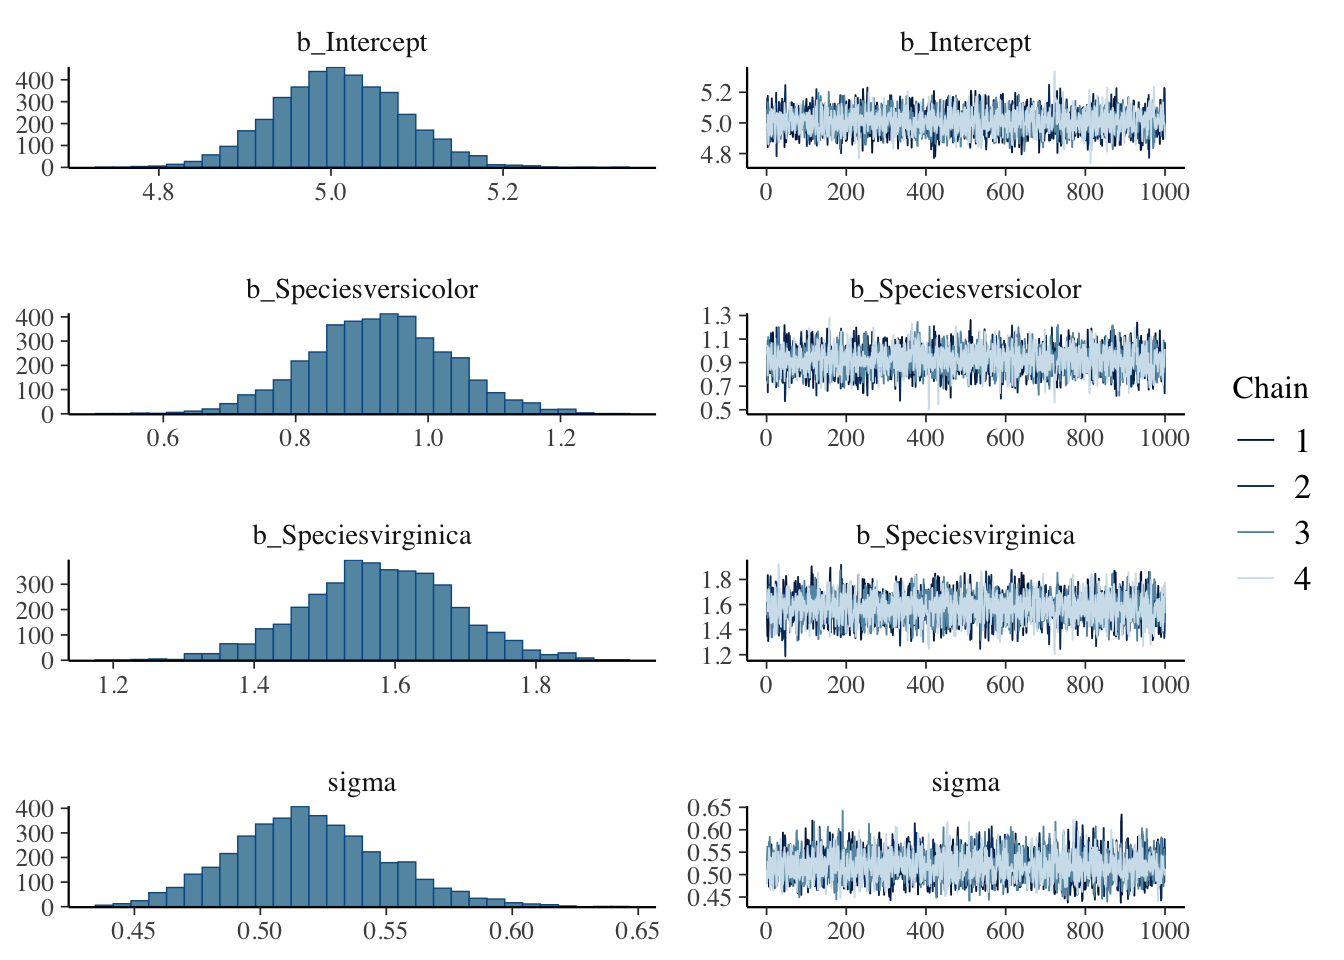 b_Intercept
400
300
200
100
0
4.8 5.0 5.2
b_Intercept
5.2
5.0
4.8
0 200 400 600 800 1000
b_Speciesversicolor
400
300
200
100
0
0.6 0.8 1.0 1.2
b_Speciesversicolor
1.3
1.1
0.9
0.7
0.5
0 200 400 600 800 1000
b_Speciesvirginica
300
200
100
0
1.2 1.4 1.6 1.8
b_Speciesvirginica
1.8
1.6
1.4
1.2
0 200 400 600 800 1000
sigma
400
300
200
100
0
0.45 0.50 0.55 0.60 0.65
sigma
0.65
0.60
0.55
0.50
0.45
0 200 400 600 800 1000
Chain
1
2
3
4